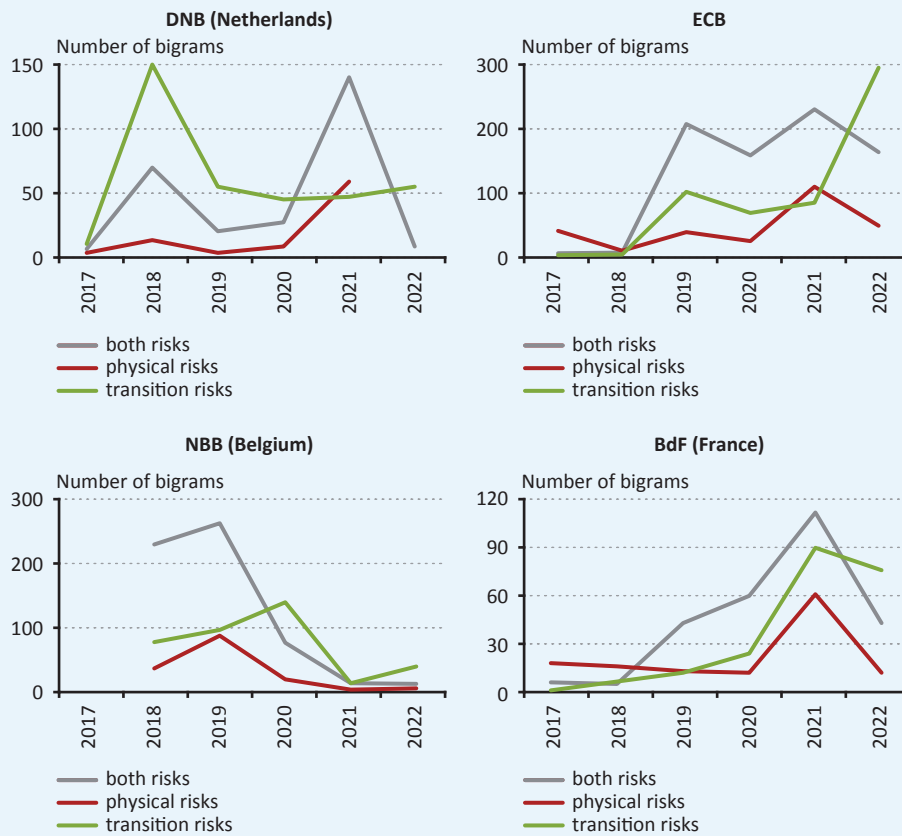 DNB (Netherlands)
Number of bigrams
150
100
50
0
2017
2018
2019
2020
2021
2022
both risks
physical risks
transition risks
ECB
Number of bigrams
300
200
100
0
2017
2018
2019
2020
2021
2022
both risks
physical risks
transition risks
NBB (Belgium)
Number of bigrams
300
200
100
0
2017
2018
2019
2020
2021
2022
both risks
physical risks
transition risks
BdF (France)
Number of bigrams
120
90
60
30
0
2017
2018
2019
2020
2021
2022
both risks
physical risks
transition risks